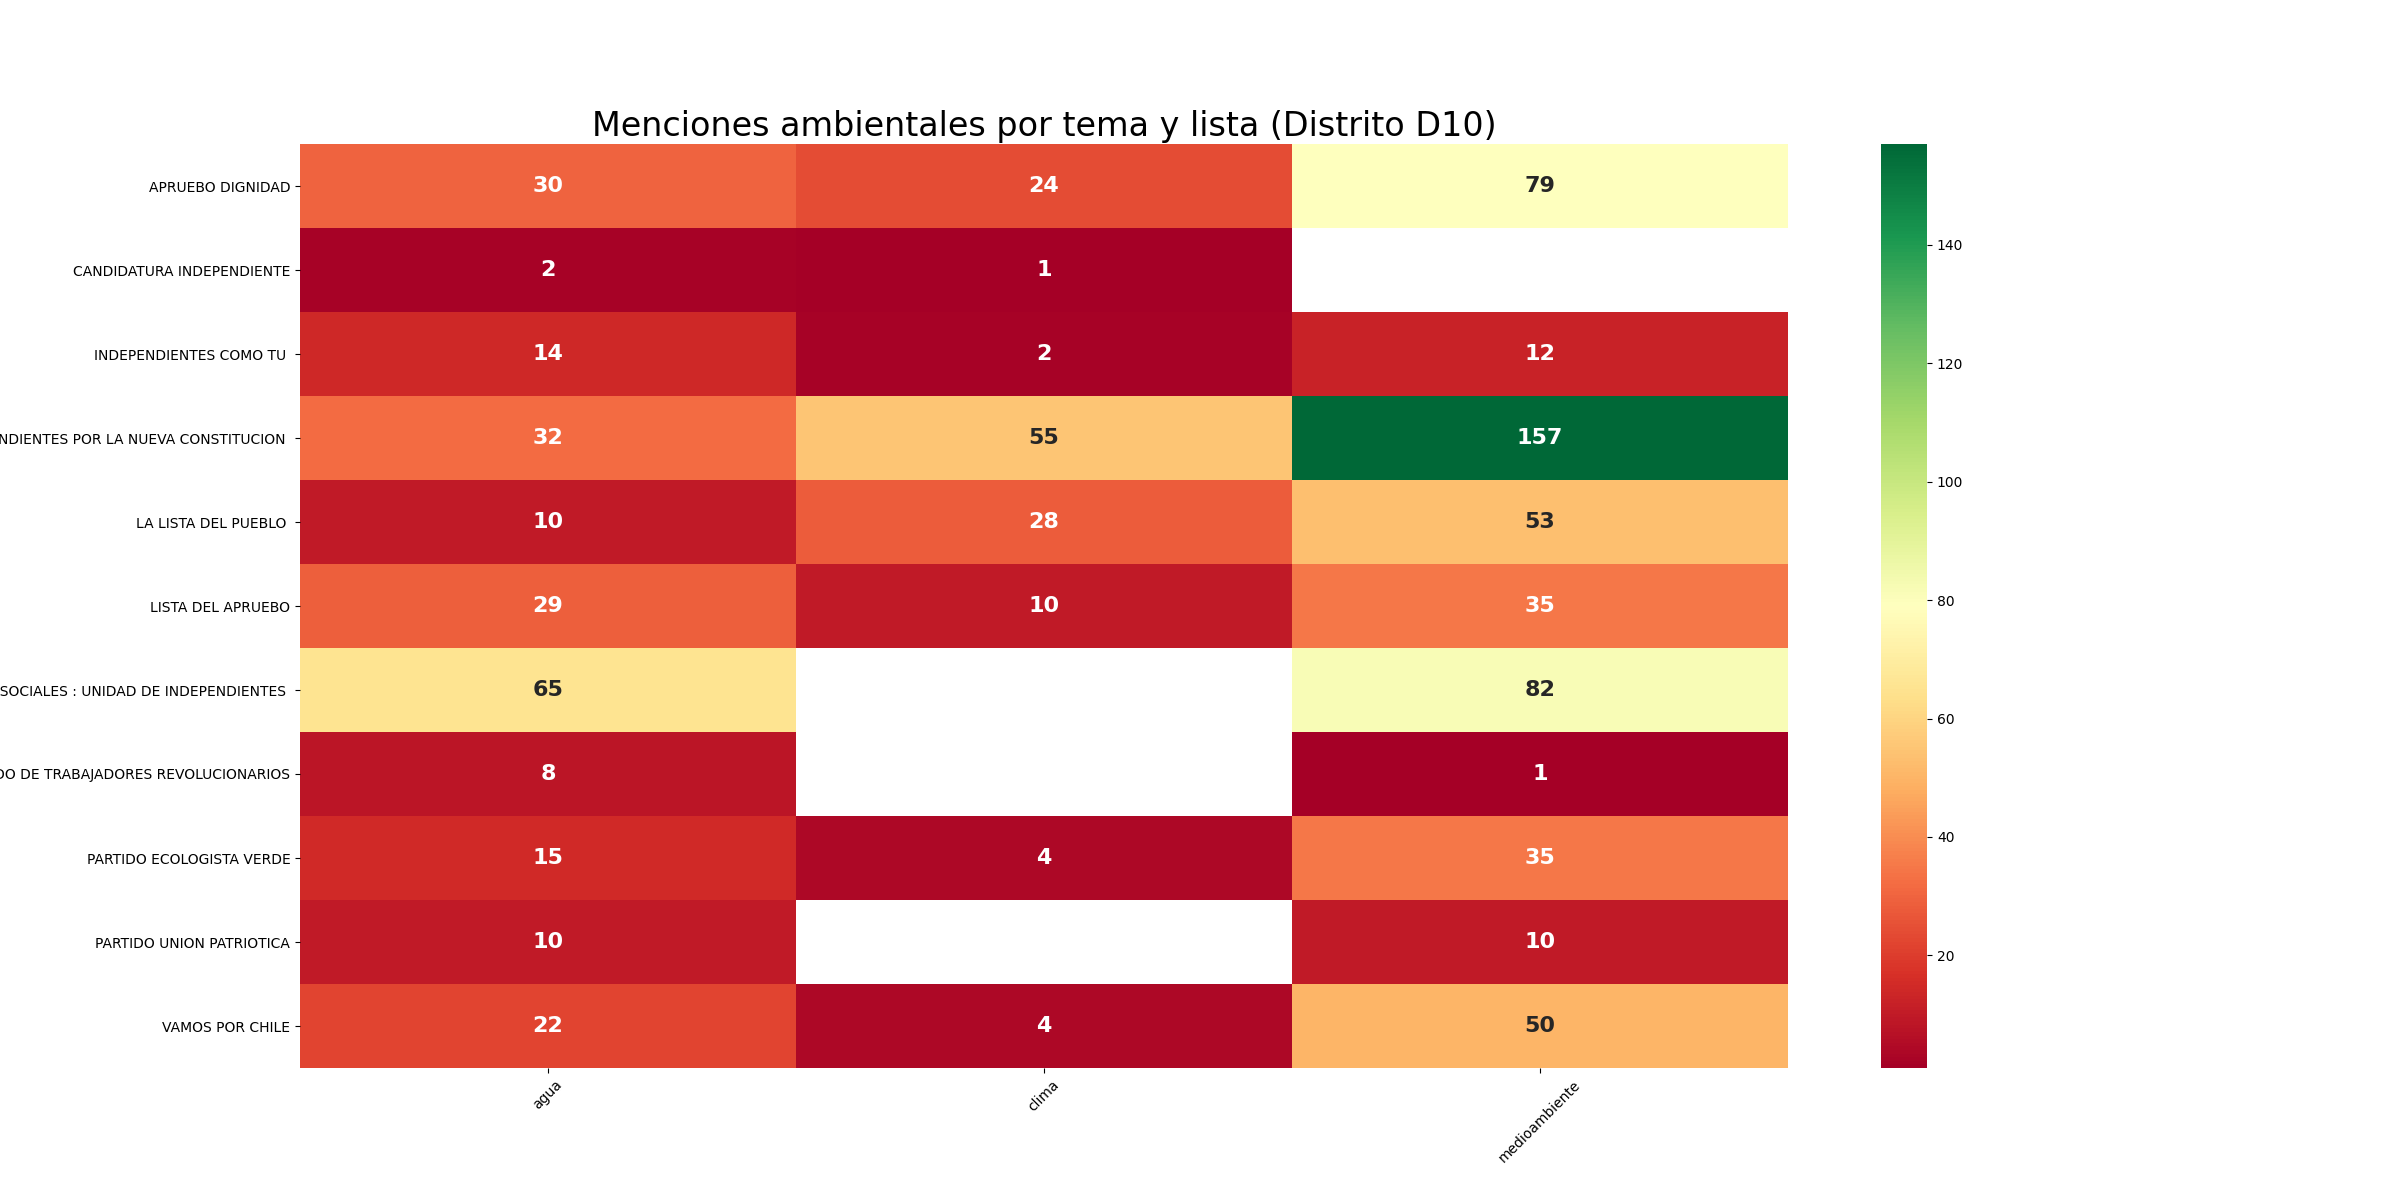 Menciones ambientales por tema y lista (Distrito D10)
APRUEBO DIGNIDAD 30 24 79
CANDIDATURA INDEPENDIENTE 2 1
INDEPENDIENTES COMO TU 14 2 12
NDIENTES POR LA NUEVA CONSTITUCION 32 55 157
LA LISTA DEL PUEBLO 10 28 53
LISTA DEL APRUEBO 29 10 35
SOCIALES : UNIDAD DE INDEPENDIENTES 65 82
DO DE TRABAJADORES REVOLUCIONARIOS 8 1
PARTIDO ECOLOGISTA VERDE 15 4 35
PARTIDO UNION PATRIOTICA 10 10
VAMOS POR CHILE 22 4 50
agua clima medioambiente
140
120
100
80
60
40
20